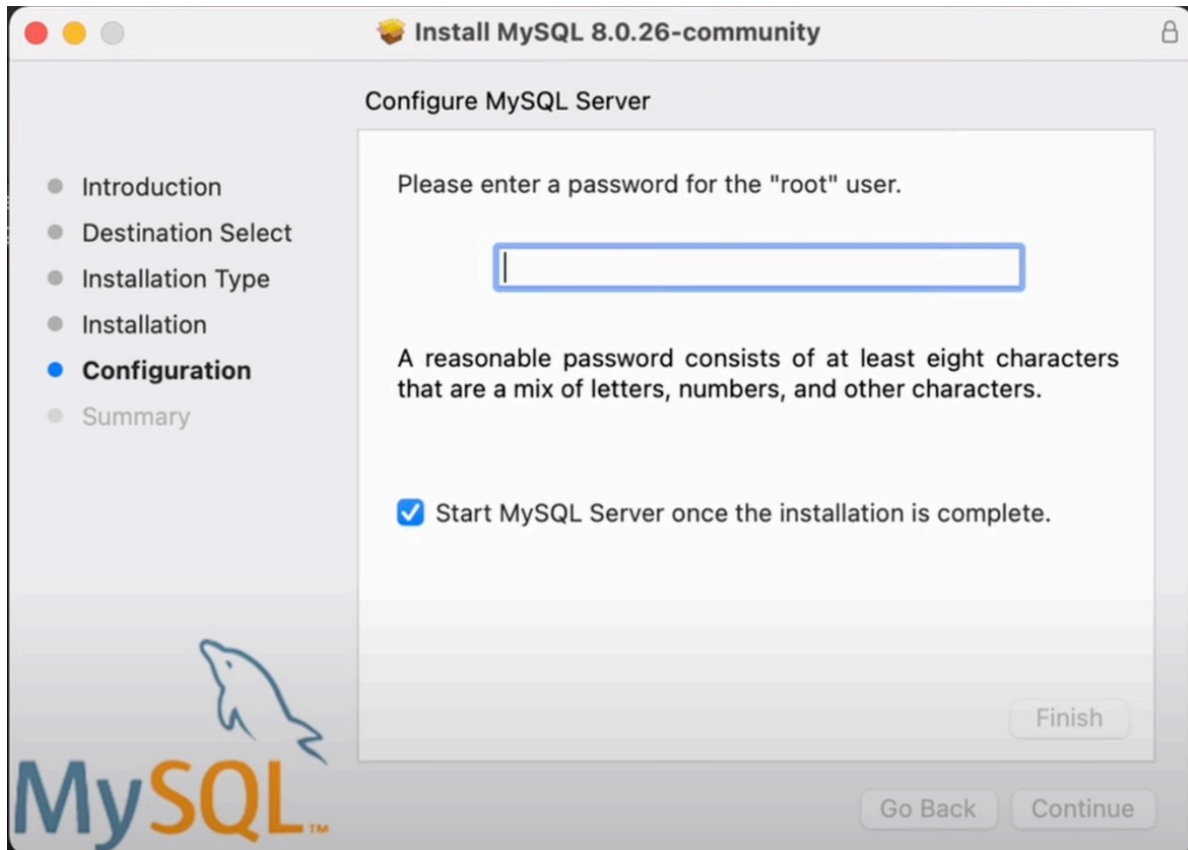 Install MySQL 8.0.26-community
Configure MySQL Server
Introduction
Destination Select
Installation Type
Installation
Configuration
Summary
Please enter a password for the "root" user.
A reasonable password consists of at least eight characters
that are a mix of letters, numbers, and other characters.
Start MySQL Server once the installation is complete.
Finish
MySQL™
Go Back
Continue